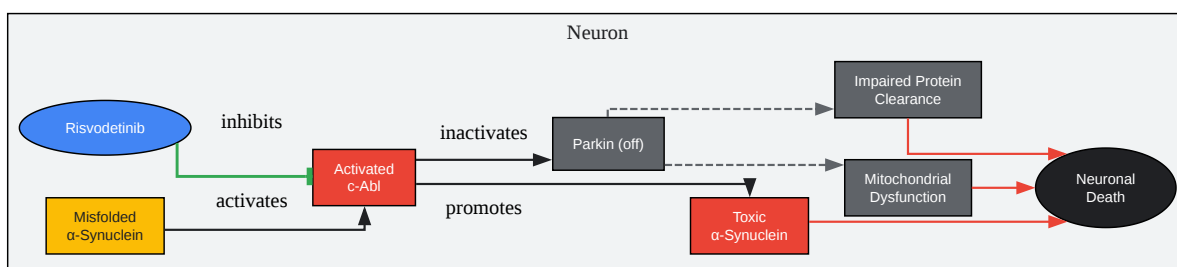 Neuron
Risvodetinib
inhibits
activates
Misfolded
α-Synuclein
Activated
c-Abl
inactivates
promotes
Parkin (off)
Toxic
α-Synuclein
Impaired Protein
Clearance
Mitochondrial
Dysfunction
Neuronal
Death